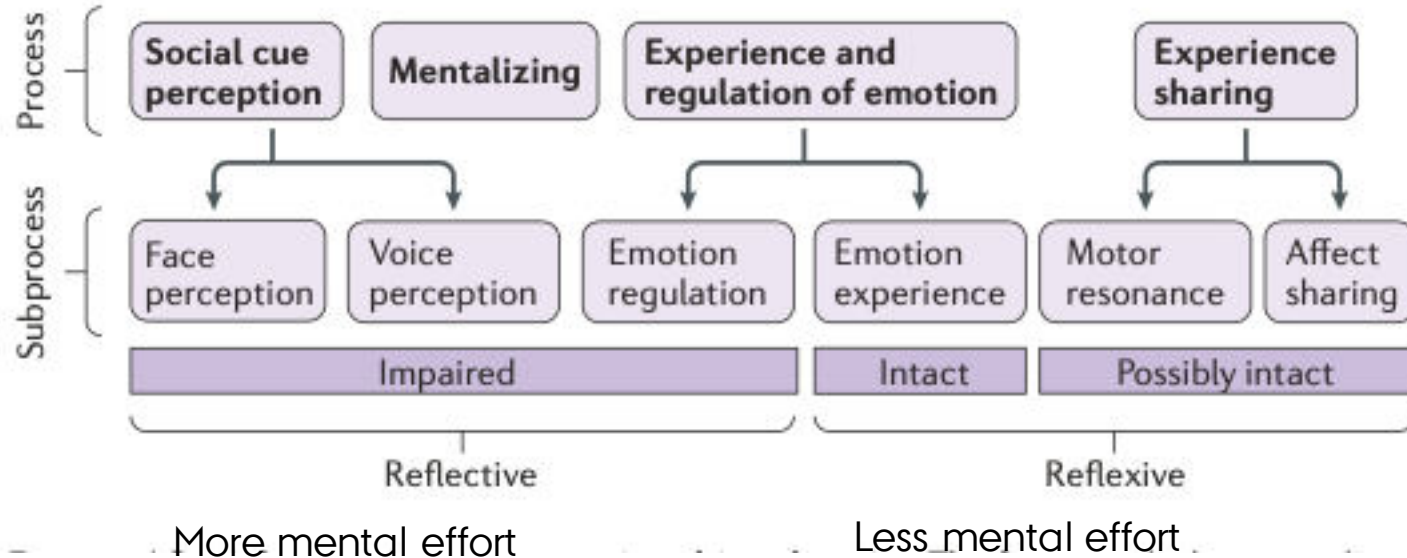 Process
Social cue
perception
Mentalizing
Experience and
regulation of emotion
Experience
sharing
Subprocess
Face
perception
Voice
perception
Emotion
regulation
Emotion
experience
Motor
resonance
Affect
sharing
Impaired
Intact
Possibly intact
Reflective
Reflexive
More mental effort
Less mental effort